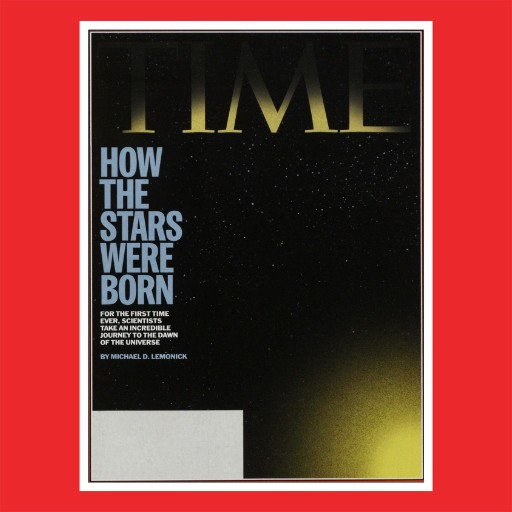 TIME
HOW
THE
STARS
WERE
BORN
FOR THE FIRST TIME
EVER, SCIENTISTS
TAKE AN INCREDIBLE
JOURNEY TO THE DAWN
OF THE UNIVERSE
BY MICHAEL D. LEMONICK